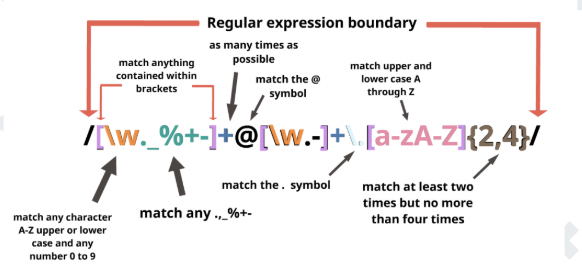 Regular expression boundary
as many times as
possible
match anything
contained within
brackets
match the @
symbol
match upper and
lower case A
through Z
/[\w._%+-]+@[\w.-]+\.[a-zA-Z]{2,4}/
match the . symbol
match at least two
times but no more
than four times
match any character
A-Z upper or lower
case and any
number 0 to 9
match any .,_%+-